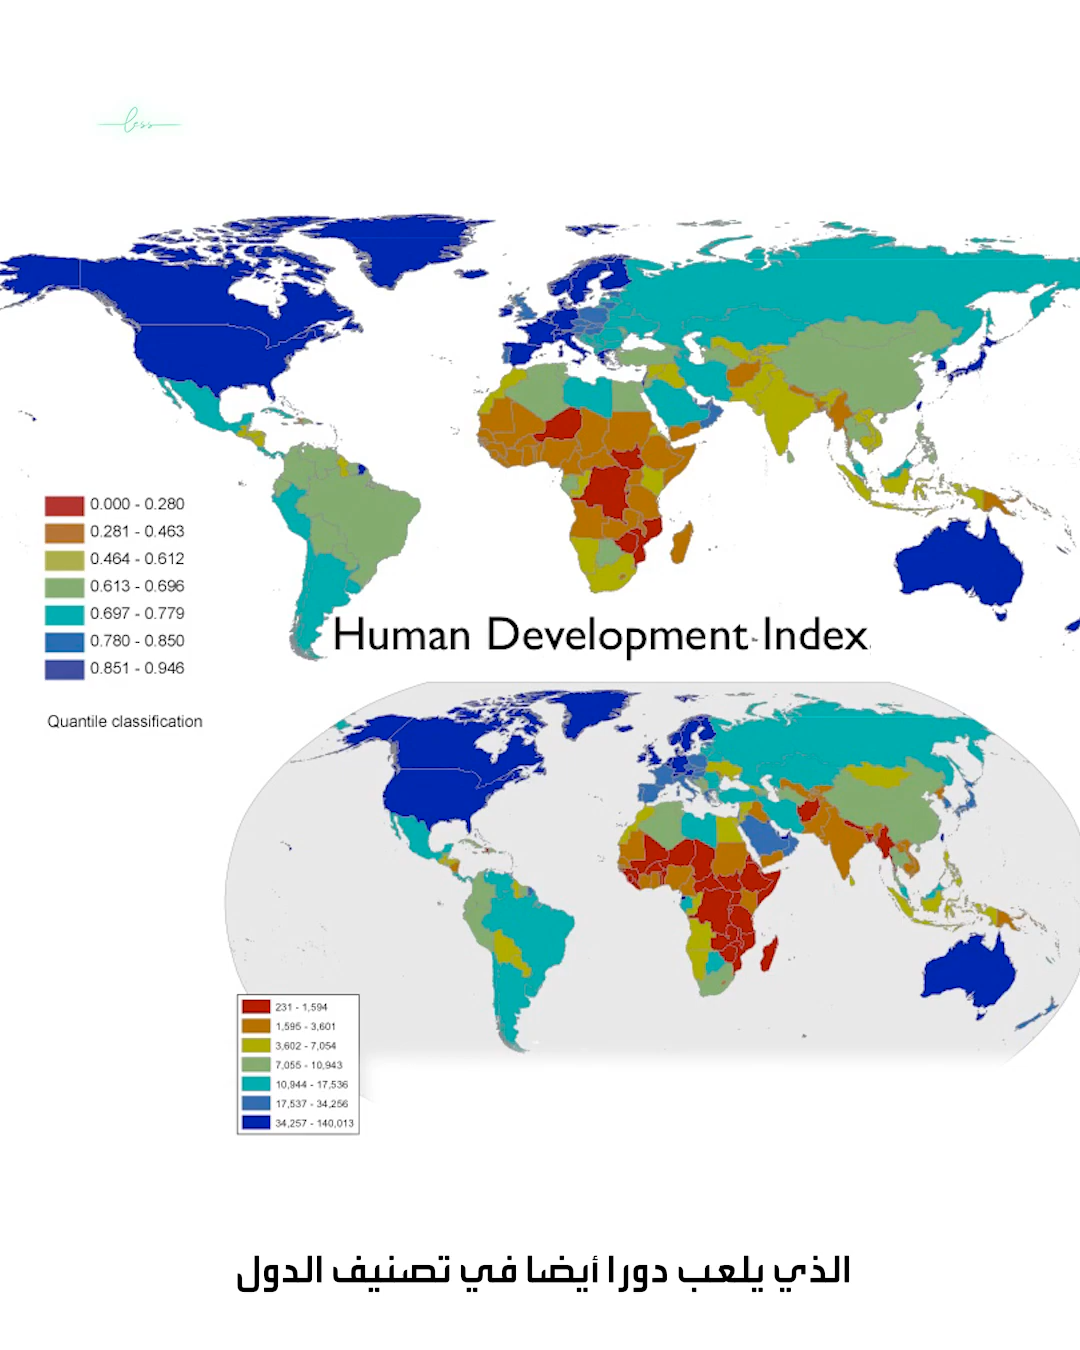 less
0.000 - 0.280
0.281 - 0.463
0.464 - 0.612
0.613 - 0.696
0.697 - 0.779
0.780 - 0.850
0.851 - 0.946
Human Development Index
Quantile classification
231 - 1,594
1,595 - 3,601
3,602 - 7,054
7,055 - 10,943
10,944 - 17,536
17,537 - 34,256
34,257 - 140,013
الذي يلعب دورا أيضا في تصنيف الدول